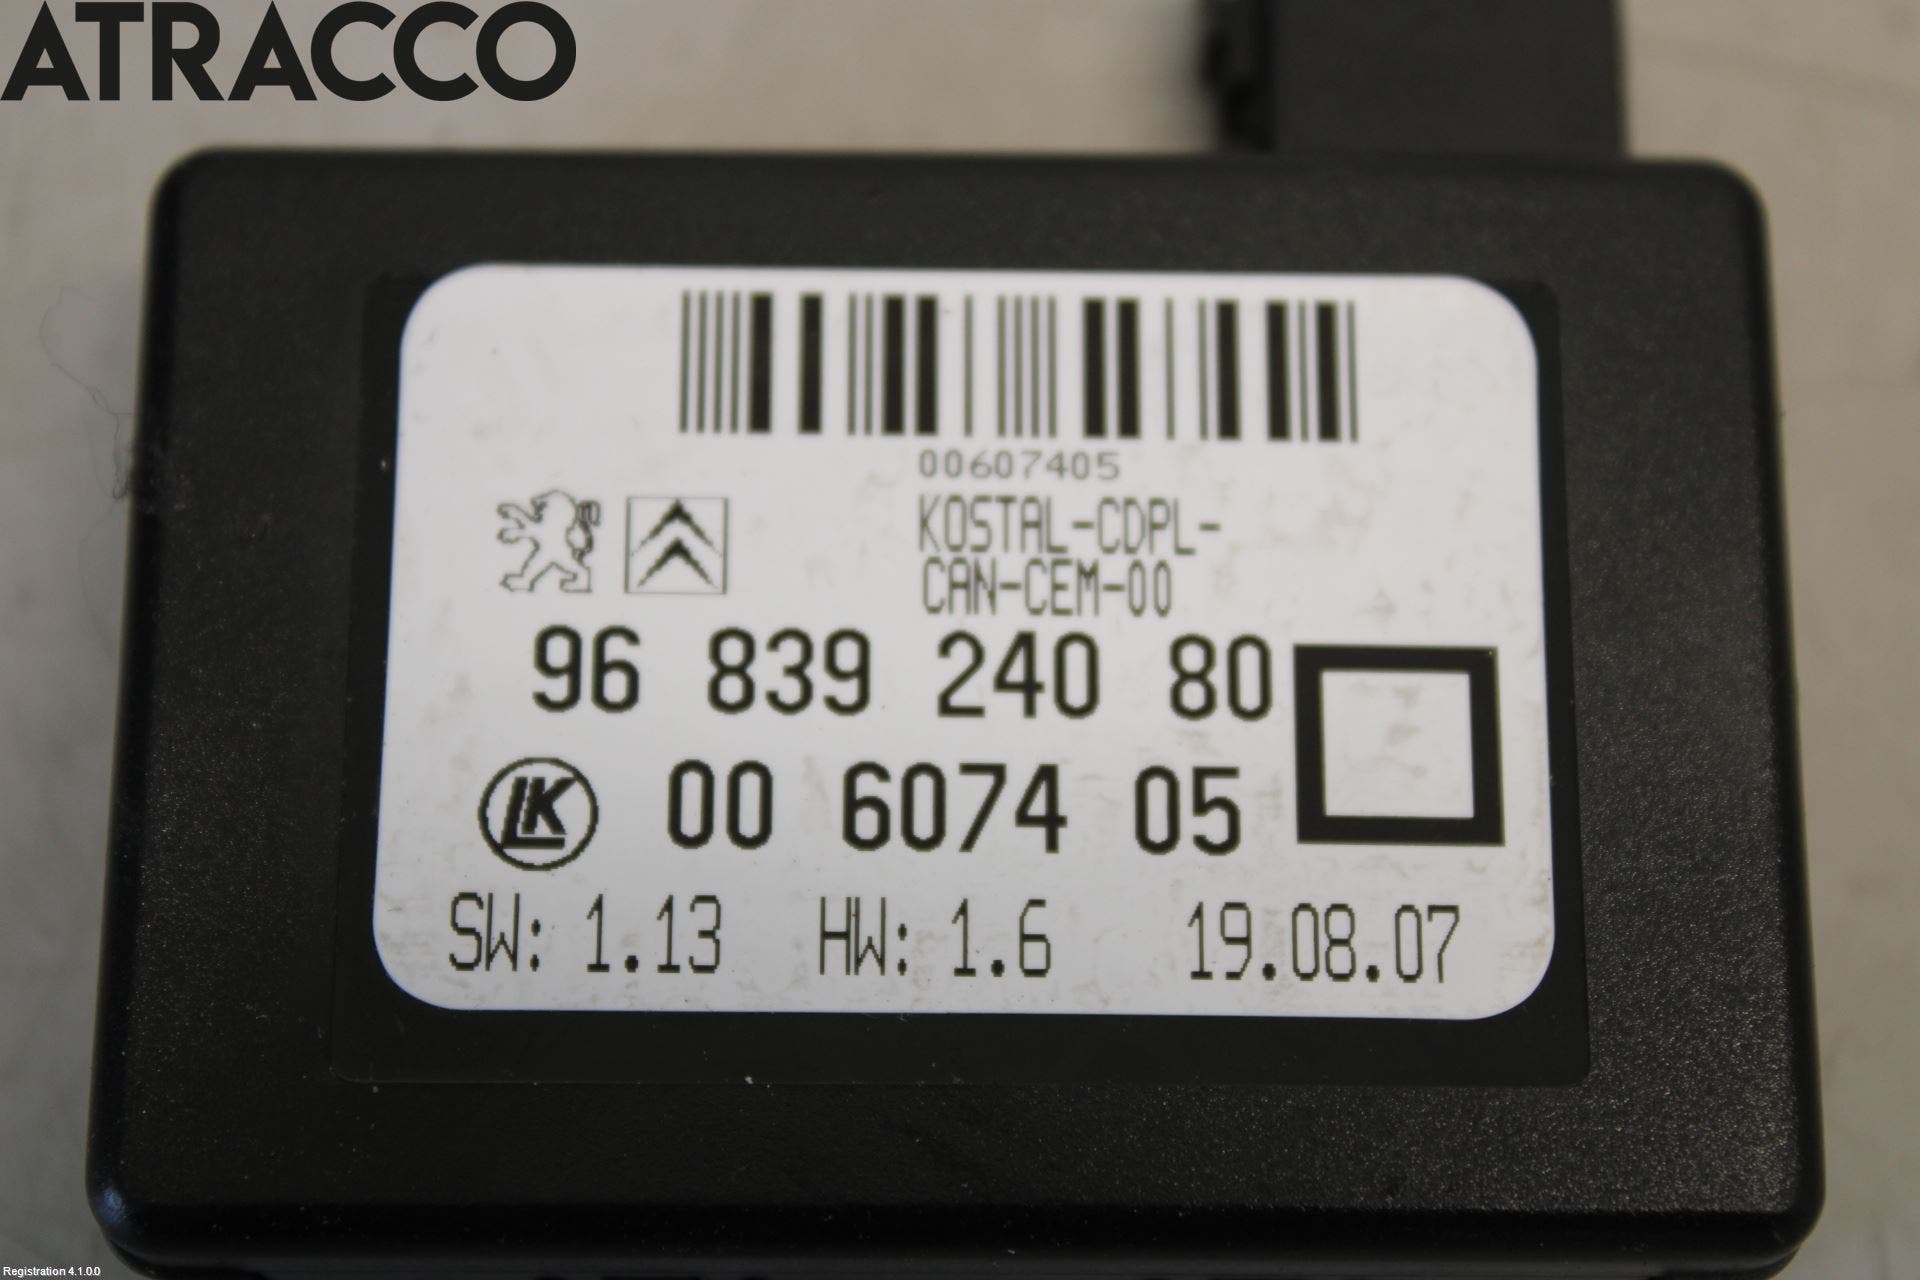 ATRACCO
00607405
KOSTAL-CDPL-
CAN-CEM-00
96 839 240 80
LK 00 6074 05
SW: 1.13 HW: 1.6 19.08.07
Registration 4.1.0.0